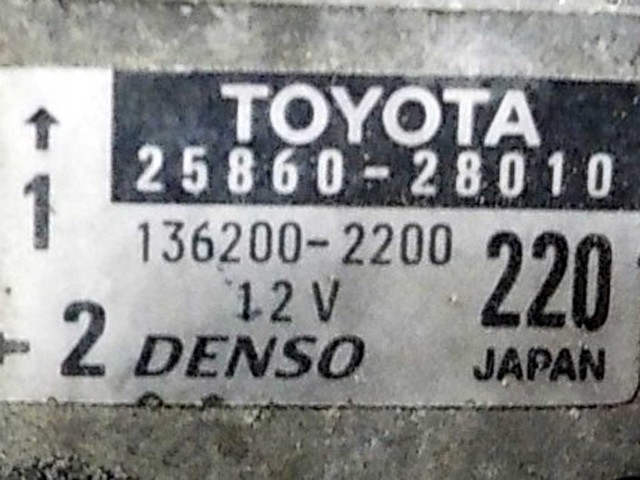 TOYOTA
25860-28010
↑
1
136200-2200
220
12V
← 2
DENSO
JAPAN